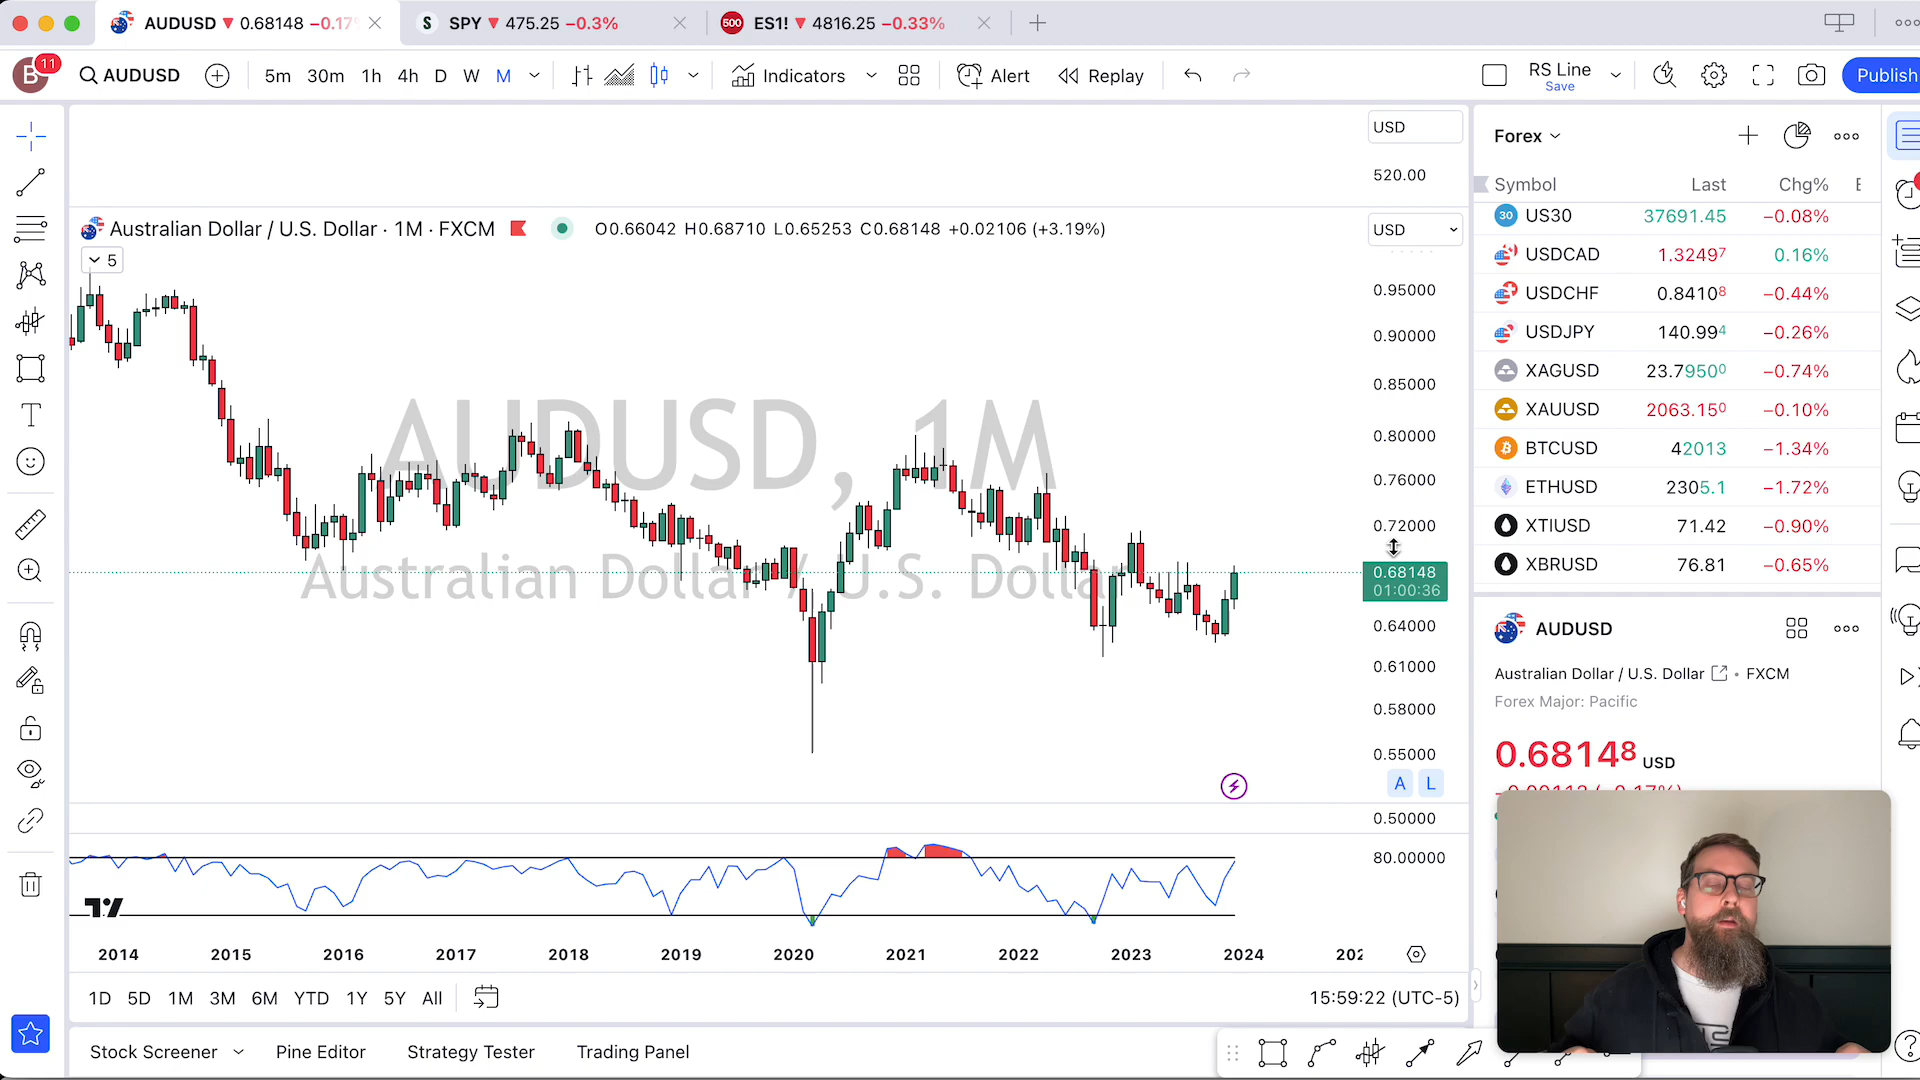 AUDUSD 0.68148 −0.17
SPY 475.25 −0.3%
500 ES1! 4816.25 −0.33%
B 11 AUDUSD 5m 30m 1h 4h D W M Indicators Alert Replay RS Line Save Publish
USD
520.00
Australian Dollar / U.S. Dollar · 1M · FXCM O0.66042 H0.68710 L0.65253 C0.68148 +0.02106 (+3.19%)
USD
5
AUDUSD, 1M
Australian Dollar / U.S. Dollar
0.95000
0.90000
0.85000
0.80000
0.76000
0.72000
0.68148
01:00:36
0.64000
0.61000
0.58000
0.55000
A L
0.50000
80.00000
2014 2015 2016 2017 2018 2019 2020 2021 2022 2023 2024 202
1D 5D 1M 3M 6M YTD 1Y 5Y All
15:59:22 (UTC-5)
Stock Screener Pine Editor Strategy Tester Trading Panel
Forex
Symbol Last Chg% E
30 US30 37691.45 −0.08%
USDCAD 1.32497 0.16%
USDCHF 0.84108 −0.44%
USDJPY 140.994 −0.26%
XAGUSD 23.79500 −0.74%
XAUUSD 2063.150 −0.10%
BTCUSD 42013 −1.34%
ETHUSD 2305.1 −1.72%
XTIUSD 71.42 −0.90%
XBRUSD 76.81 −0.65%
AUDUSD
Australian Dollar / U.S. Dollar • FXCM
Forex Major: Pacific
0.68148 USD